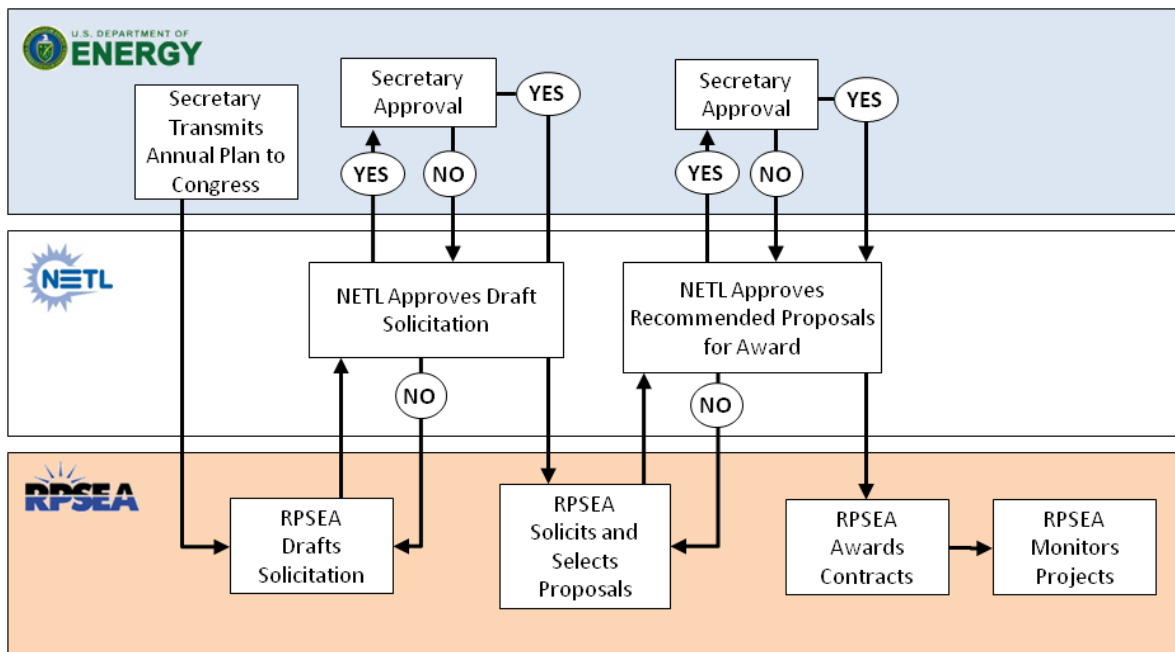 U.S. DEPARTMENT OF
ENERGY
Secretary
Transmits
Annual Plan to
Congress
Secretary
Approval
YES
YES
NO
Secretary
Approval
YES
YES
NO
NETL
NETL Approves Draft
Solicitation
NO
NETL Approves
Recommended Proposals
for Award
NO
RPSEA
RPSEA
Drafts
Solicitation
RPSEA
Solicits and
Selects
Proposals
RPSEA
Awards
Contracts
RPSEA
Monitors
Projects